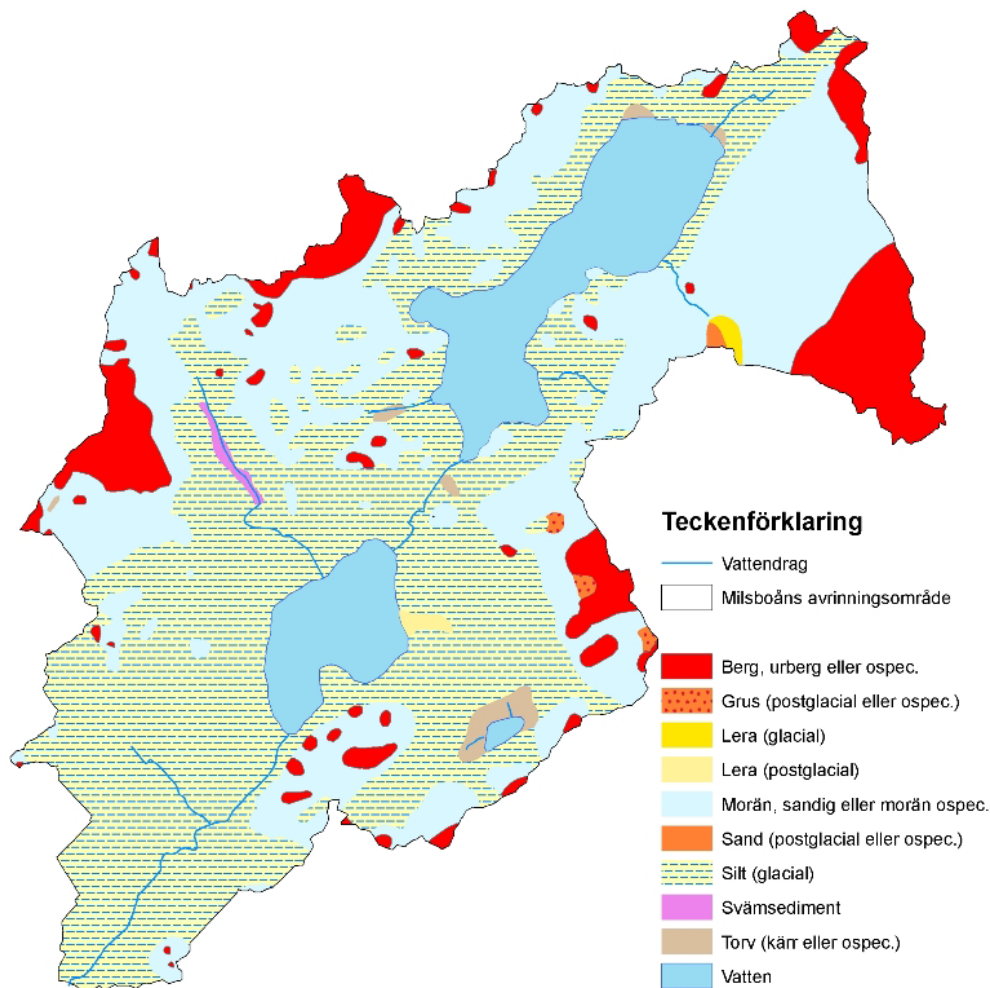 Teckenförklaring
Vattendrag
Milsboåns avrinningsområde
Berg, urberg eller ospec.
Grus (postglacial eller ospec.)
Lera (glacial)
Lera (postglacial)
Morän, sandig eller morän ospec.
Sand (postglacial eller ospec.)
Silt (glacial)
Svämsediment
Torv (kärr eller ospec.)
Vatten